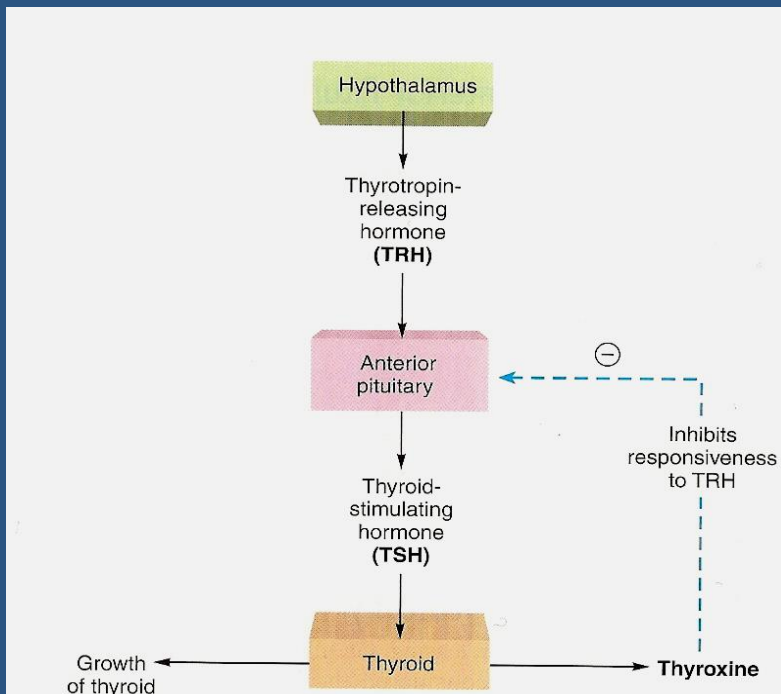 Hypothalamus
Thyrotropin-
releasing
hormone
(TRH)
Anterior
pituitary
−
Inhibits
responsiveness
to TRH
Thyroid-
stimulating
hormone
(TSH)
Growth
of thyroid
Thyroid
Thyroxine